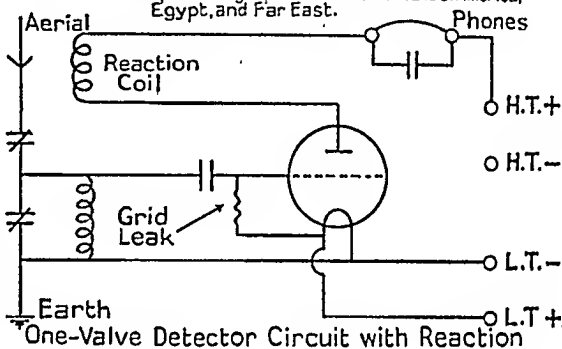 Egypt, and Far East.
Aerial
Phones
Reaction
Coil
H.T.+
H.T.-
Grid
Leak
L.T.-
L.T +
Earth
One-Valve Detector Circuit with Reaction